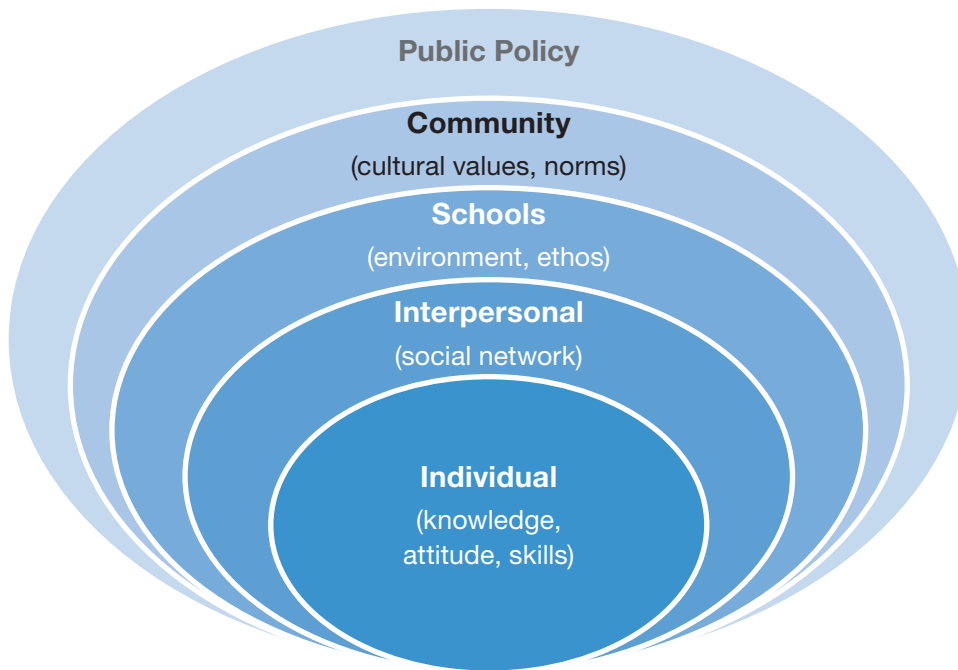 Public Policy
Community
(cultural values, norms)
Schools
(environment, ethos)
Interpersonal
(social network)
Individual
(knowledge,
attitude, skills)